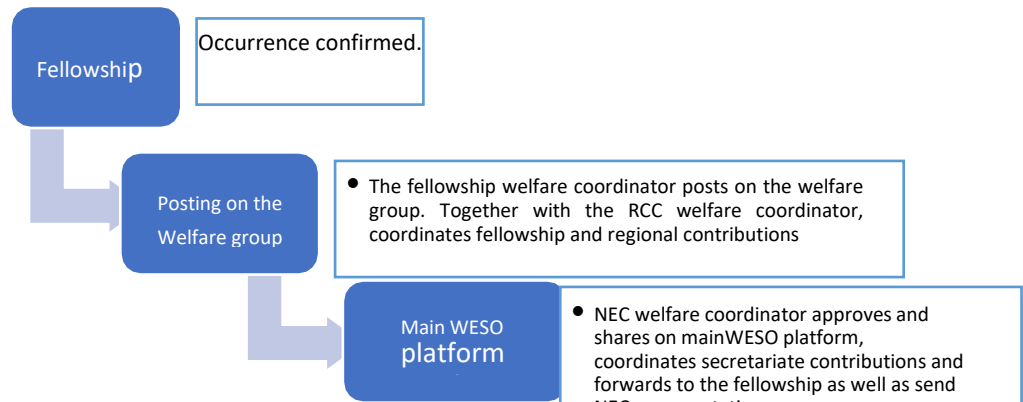 Fellowship
Occurrence confirmed.
Posting on the
Welfare group
• The fellowship welfare coordinator posts on the welfare
group. Together with the RCC welfare coordinator,
coordinates fellowship and regional contributions
Main WESO
platform
• NEC welfare coordinator approves and
shares on mainWESO platform,
coordinates secretariate contributions and
forwards to the fellowship as well as send